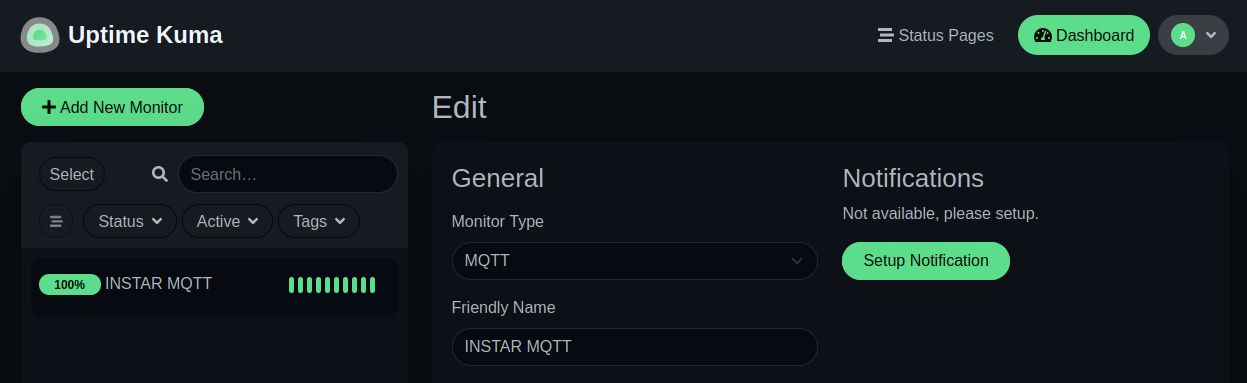 Uptime Kuma
Status Pages
Dashboard
A
Add New Monitor
Edit
Select
Search…
Status
Active
Tags
100%
INSTAR MQTT
General
Monitor Type
MQTT
Friendly Name
INSTAR MQTT
Notifications
Not available, please setup.
Setup Notification